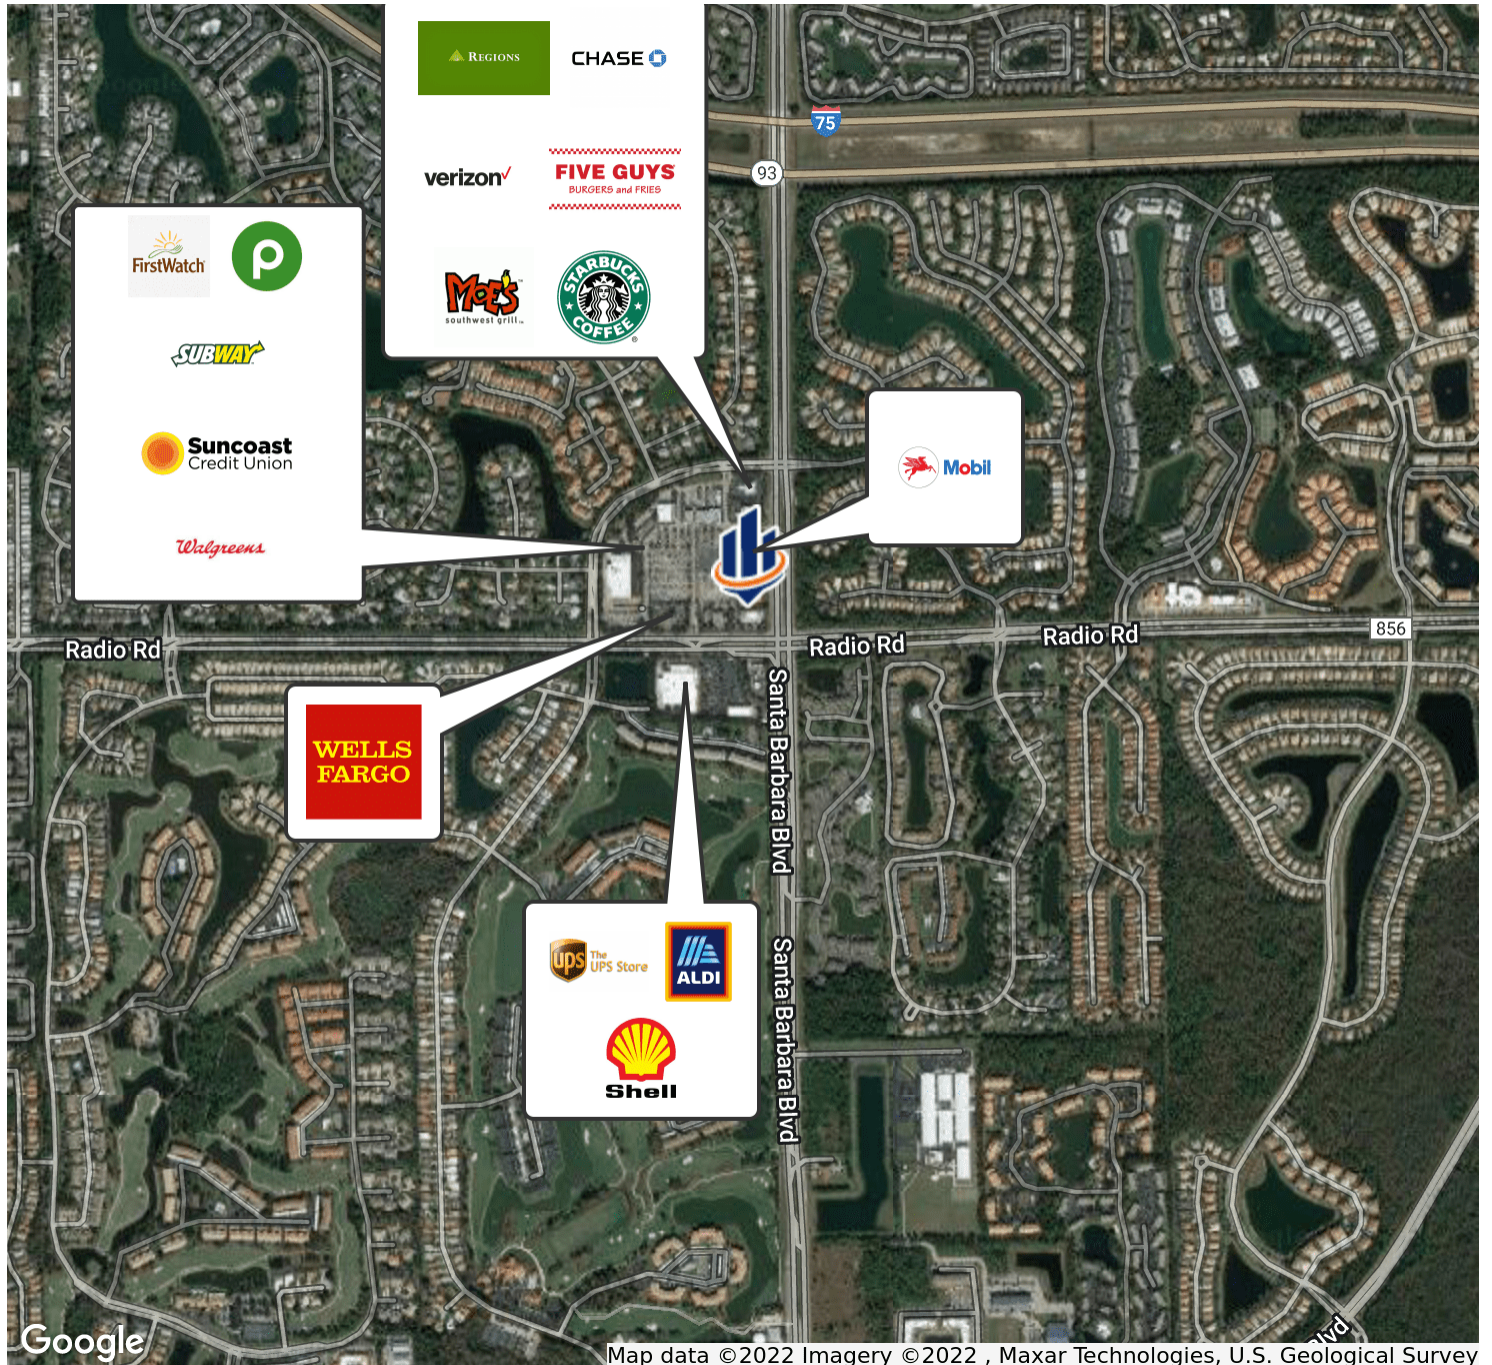 REGIONS
CHASE
verizon
FIVE GUYS
BURGERS and FRIES
MOE'S
southwest grill
STARBUCKS
COFFEE
75
93
FirstWatch
P
SUBWAY
Suncoast
Credit Union
Walgreens
Mobil
Radio Rd
Radio Rd
Radio Rd
856
Santa Barbara Blvd
WELLS
FARGO
ups
The
UPS Store
ALDI
Shell
Santa Barbara Blvd
Google
Map data ©2022 Imagery ©2022 , Maxar Technologies, U.S. Geological Survey